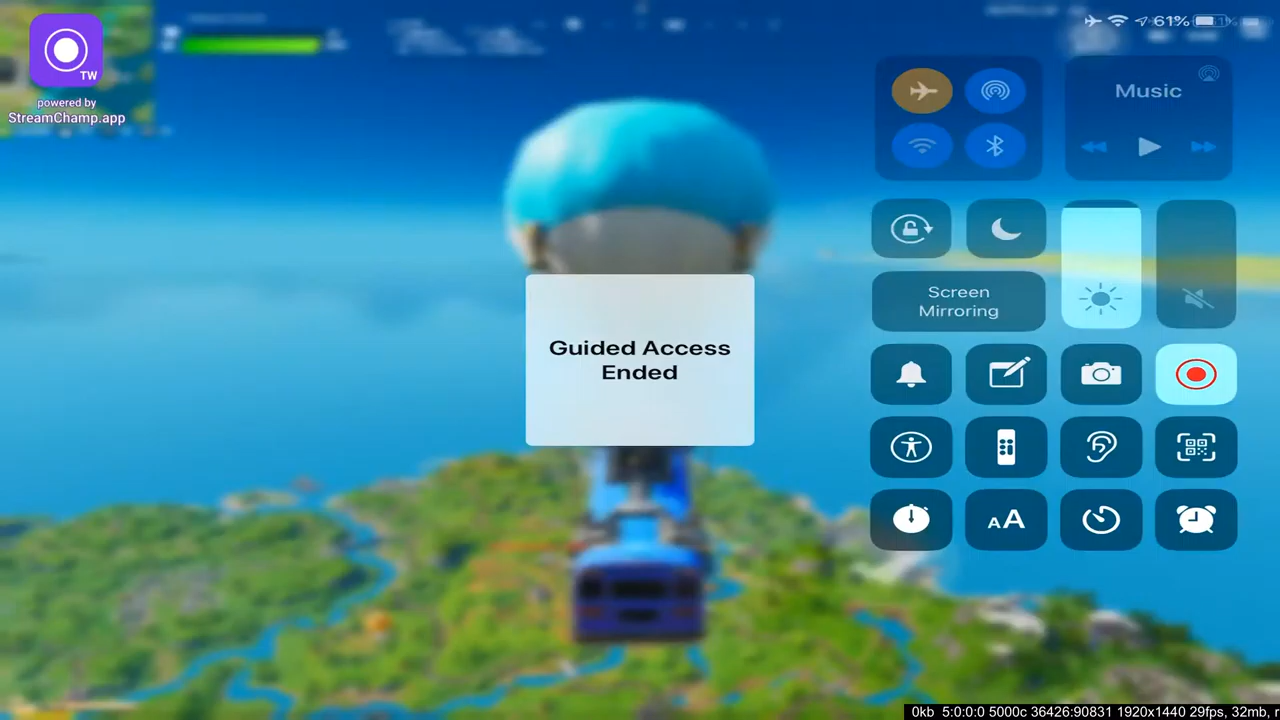 TW
powered by
StreamChamp.app
61%
Music
Screen
Mirroring
Guided Access
Ended
AA
0kb 5:0:0:0 5000c 36426:90831 1920x1440 29fps, 32mb, r